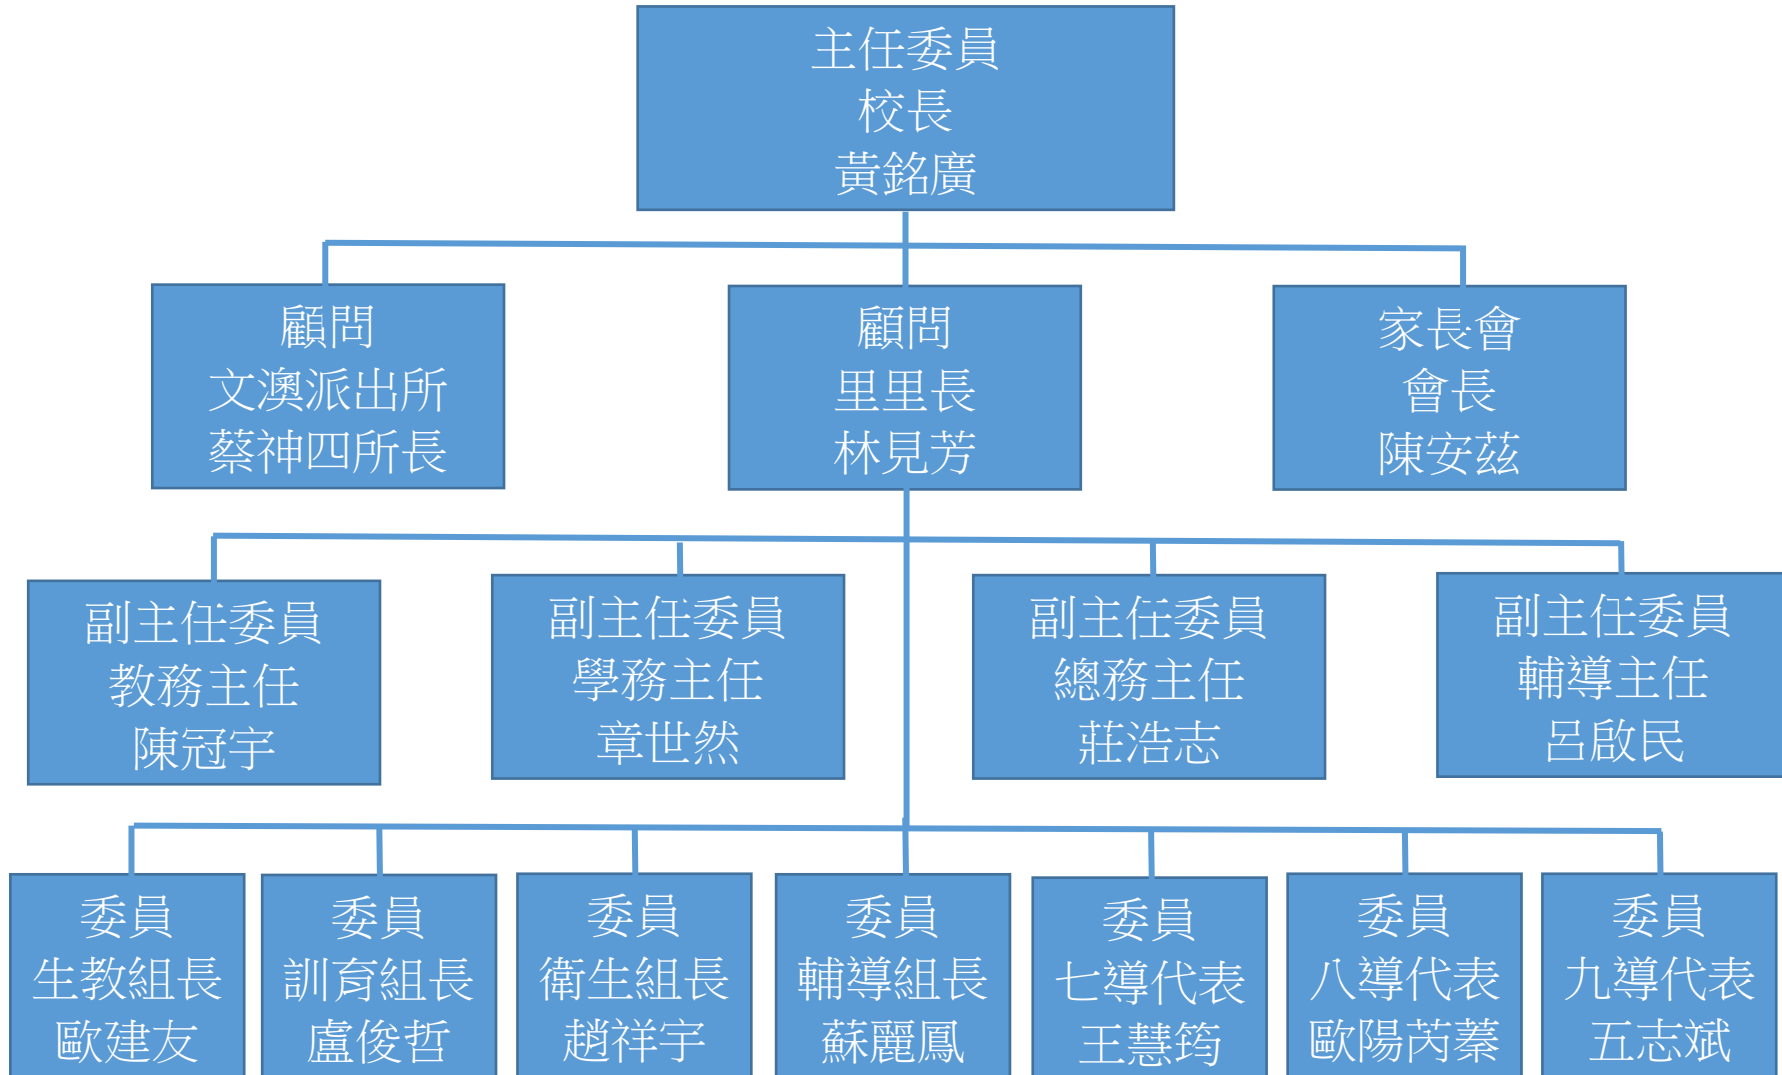 主任委員
校長
黃銘廣
顧問
文澳派出所
蔡神四所長
顧問
里里長
林見芳
家長會
會長
陳安茲
副主任委員
教務主任
陳冠宇
副主任委員
學務主任
章世然
副主任委員
總務主任
莊浩志
副主任委員
輔導主任
呂啟民
委員
生教組長
歐建友
委員
訓育組長
盧俊哲
委員
衛生組長
趙祥宇
委員
輔導組長
蘇麗鳳
委員
七導代表
王慧筠
委員
八導代表
歐陽芮蓁
委員
九導代表
五志斌